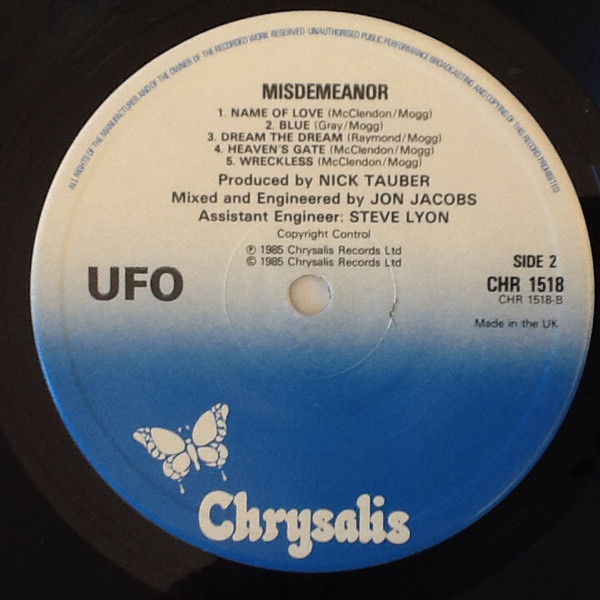 ALL RIGHTS OF THE MANUFACTURER AND OF THE OWNER OF THE RECORDED WORK RESERVED UNAUTHORISED PUBLIC PERFORMANCE BROADCASTING AND COPYING OF THIS RECORD PROHIBITED
MISDEMEANOR
1. NAME OF LOVE (McClendon/Mogg)
2. BLUE (Gray/Mogg)
3. DREAM THE DREAM (Raymond/Mogg)
4. HEAVEN'S GATE (McClendon/Mogg)
5. WRECKLESS (McClendon/Mogg)
Produced by NICK TAUBER
Mixed and Engineered by JON JACOBS
Assistant Engineer: STEVE LYON
Copyright Control
℗ 1985 Chrysalis Records Ltd
© 1985 Chrysalis Records Ltd
UFO
SIDE 2
CHR 1518
CHR 1518-B
Made in the UK
Chrysalis